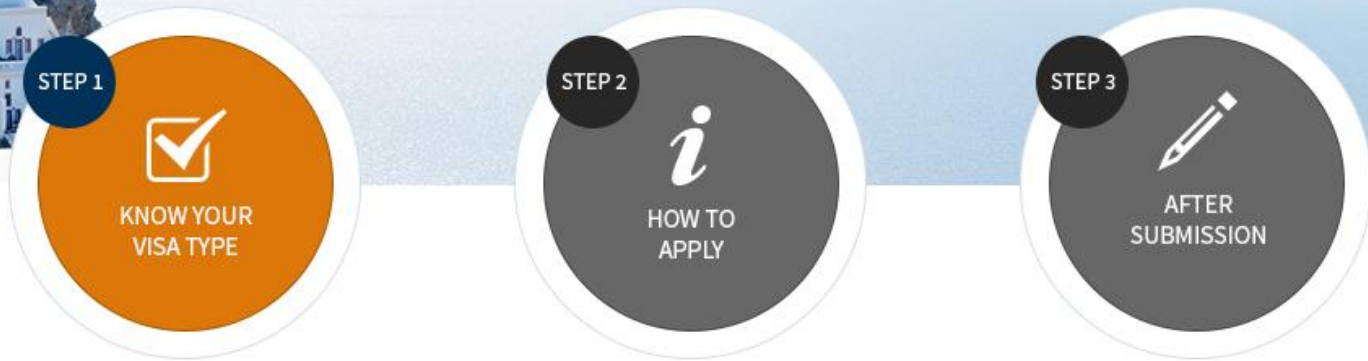 STEP 1
KNOW YOUR
VISA TYPE
STEP 2
HOW TO
APPLY
STEP 3
AFTER
SUBMISSION